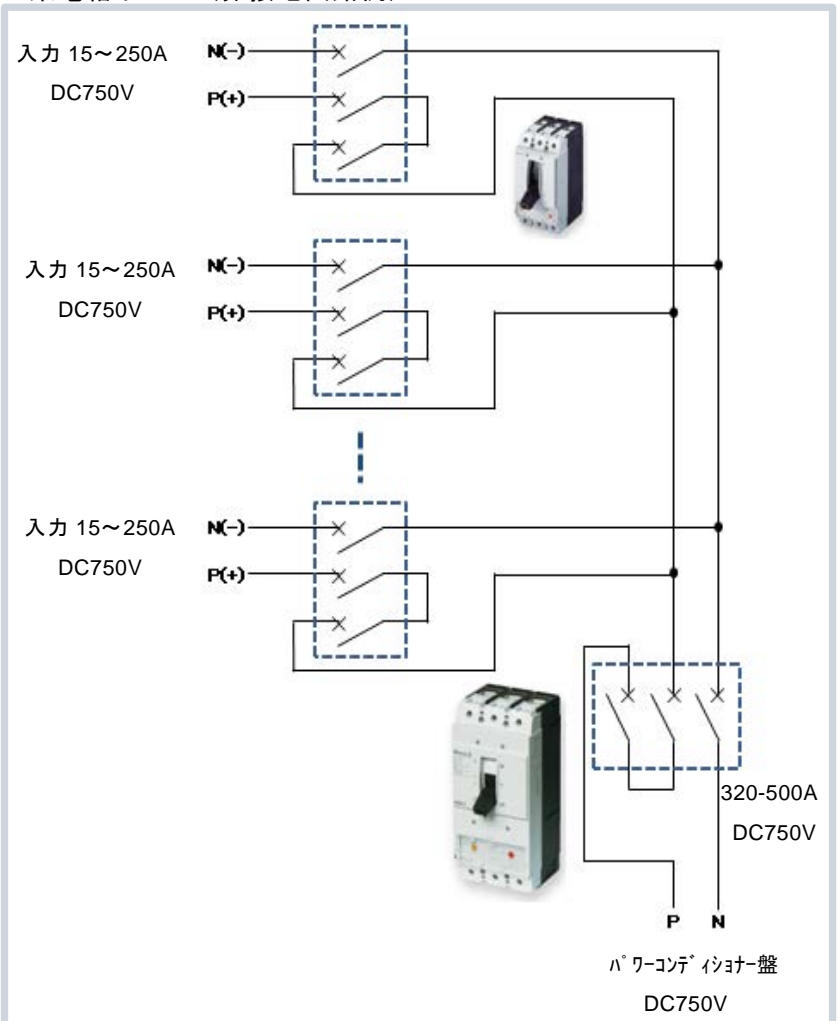 入力 15～250A
DC750V
N(-)
P(+)
入力 15～250A
DC750V
N(-)
P(+)
入力 15～250A
DC750V
N(-)
P(+)
320-500A
DC750V
P N
ﾊﾟﾜｰｺﾝﾃﾞｨｼｮﾅｰ盤
DC750V